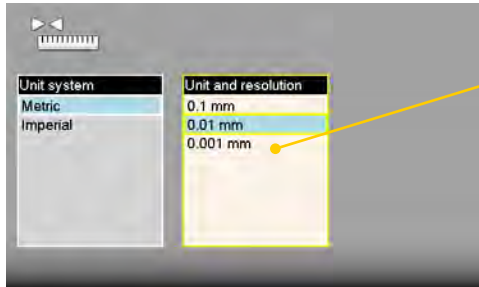 Unit system
Metric
Imperial
Unit and resolution
0.1 mm
0.01 mm
0.001 mm